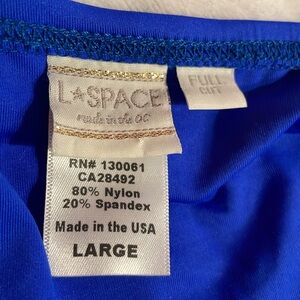 L★SPACE
made in the OC
FULL
CUT
RN# 130061
CA28492
80% Nylon
20% Spandex
Made in the USA
LARGE